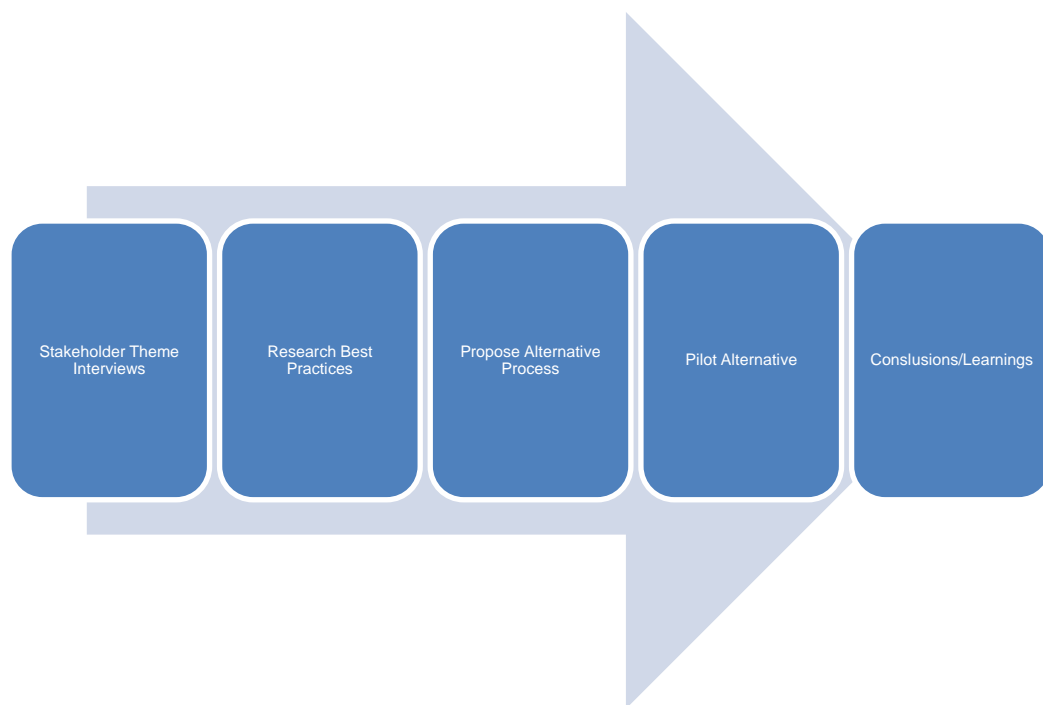 Stakeholder Theme
Interviews
Research Best
Practices
Propose Alternative
Process
Pilot Alternative
Conslusions/Learnings